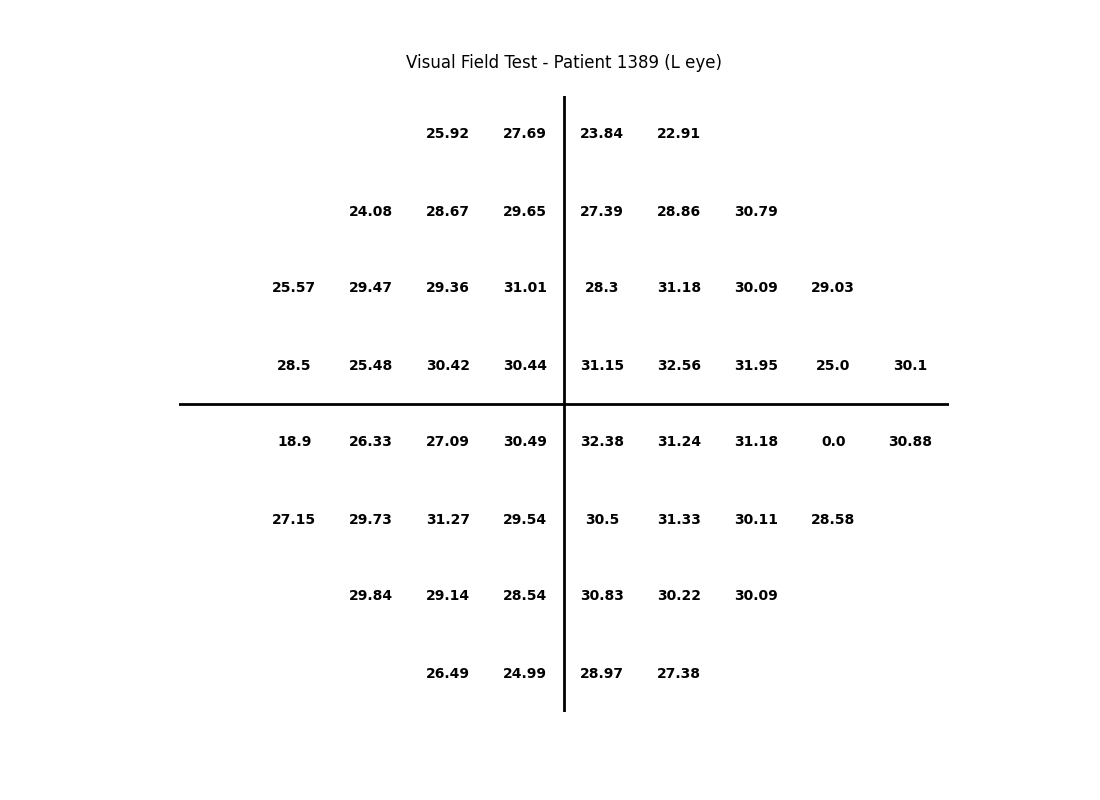 Visual Field Test - Patient 1389 (L eye)
25.92 27.69 23.84 22.91
24.08 28.67 29.65 27.39 28.86 30.79
25.57 29.47 29.36 31.01 28.3 31.18 30.09 29.03
28.5 25.48 30.42 30.44 31.15 32.56 31.95 25.0 30.1
18.9 26.33 27.09 30.49 32.38 31.24 31.18 0.0 30.88
27.15 29.73 31.27 29.54 30.5 31.33 30.11 28.58
29.84 29.14 28.54 30.83 30.22 30.09
26.49 24.99 28.97 27.38